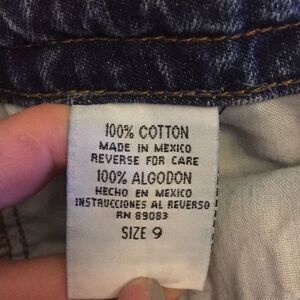 100% COTTON
MADE IN MEXICO
REVERSE FOR CARE
100% ALGODON
HECHO EN MEXICO
INSTRUCCIONES AL REVERSO
RN 89083
SIZE 9